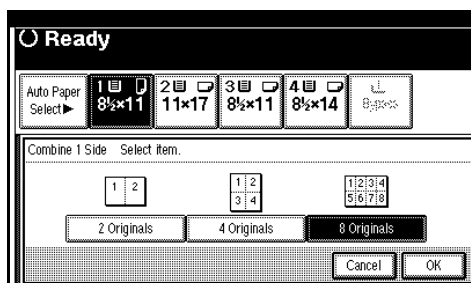 Ready
Auto Paper Select▶
1 8½×11
2 11×17
3 8½×11
4 8½×14
Combine 1 Side Select item.
1 2
1 2
3 4
1 2 3 4
5 6 7 8
2 Originals
4 Originals
8 Originals
Cancel
OK